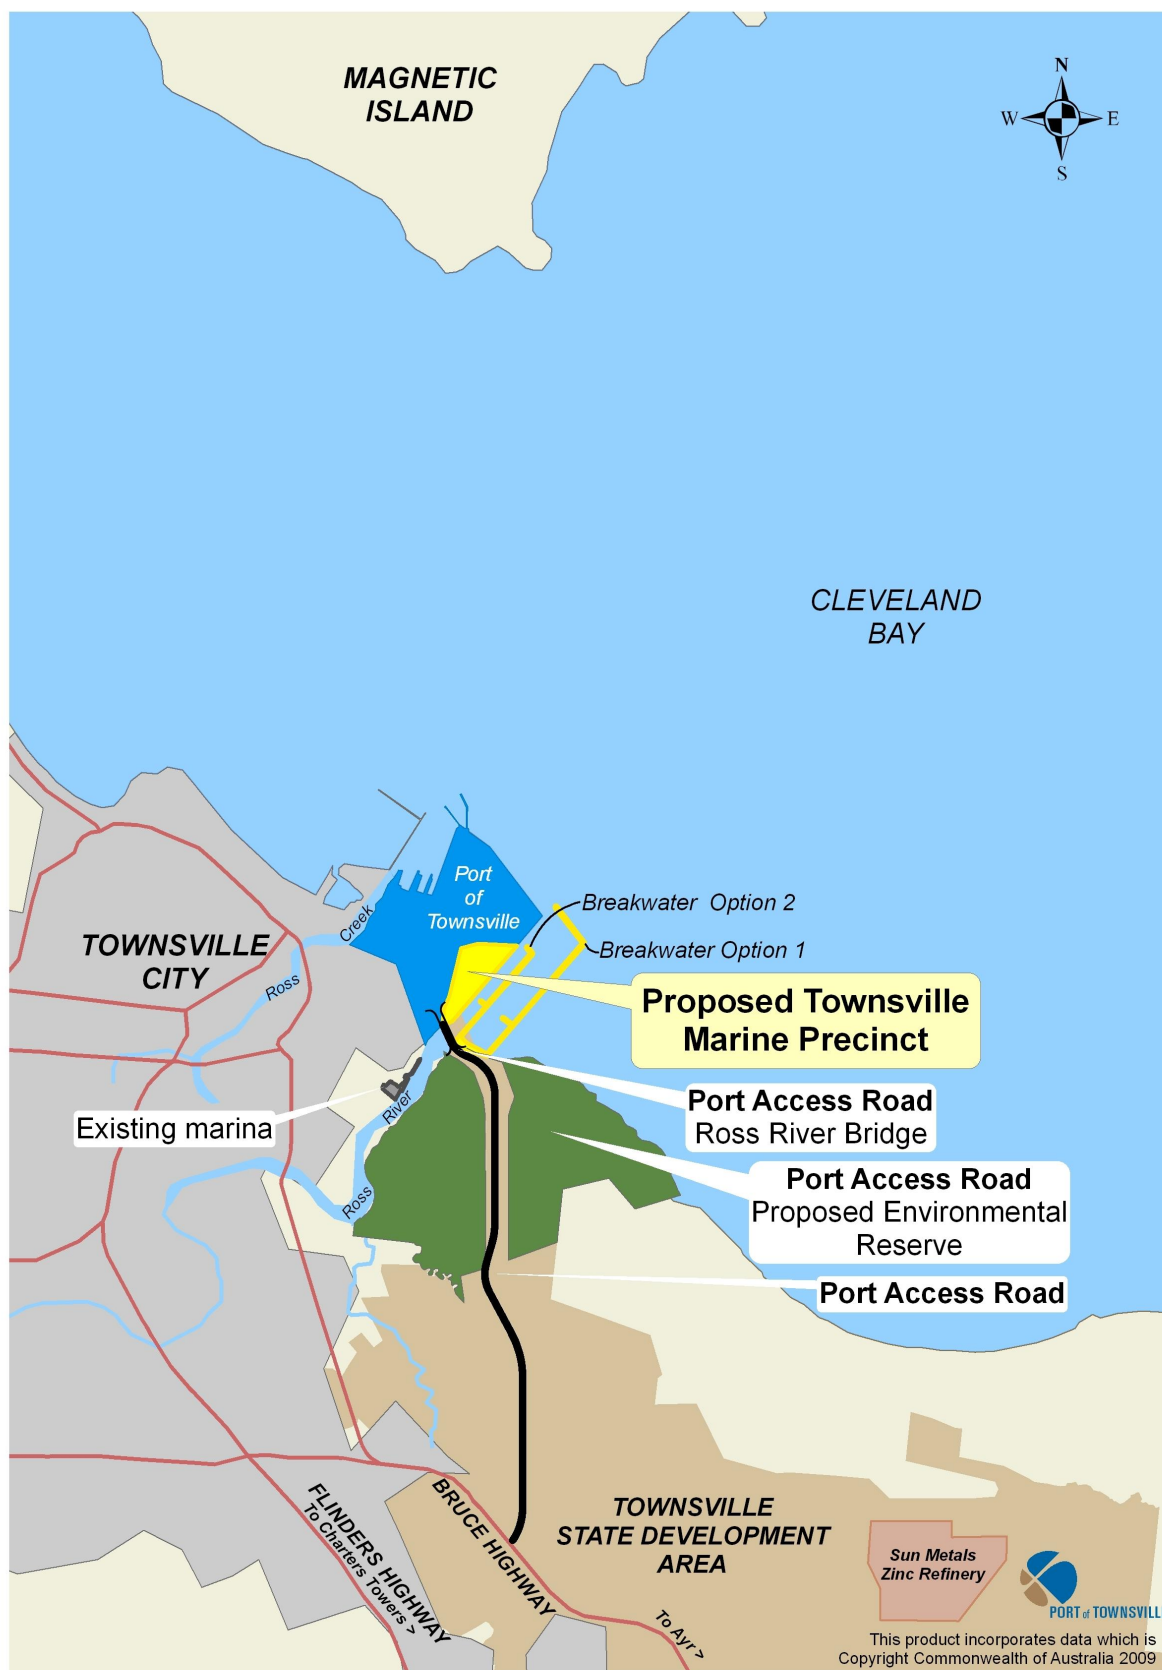 MAGNETIC
ISLAND
N
W
E
S
CLEVELAND
BAY
Port
of
Townsville
Breakwater Option 2
Creek
TOWNSVILLE
CITY
Breakwater Option 1
Ross
Proposed Townsville
Marine Precinct
Existing marina
River
Port Access Road
Ross River Bridge
Ross
Port Access Road
Proposed Environmental
Reserve
Port Access Road
FLINDERS HIGHWAY
To Charters Towers >
BRUCE HIGHWAY
TOWNSVILLE
STATE DEVELOPMENT
AREA
Sun Metals
Zinc Refinery
To Ayr >
PORT of TOWNSVILLE
This product incorporates data which is
Copyright Commonwealth of Australia 2009